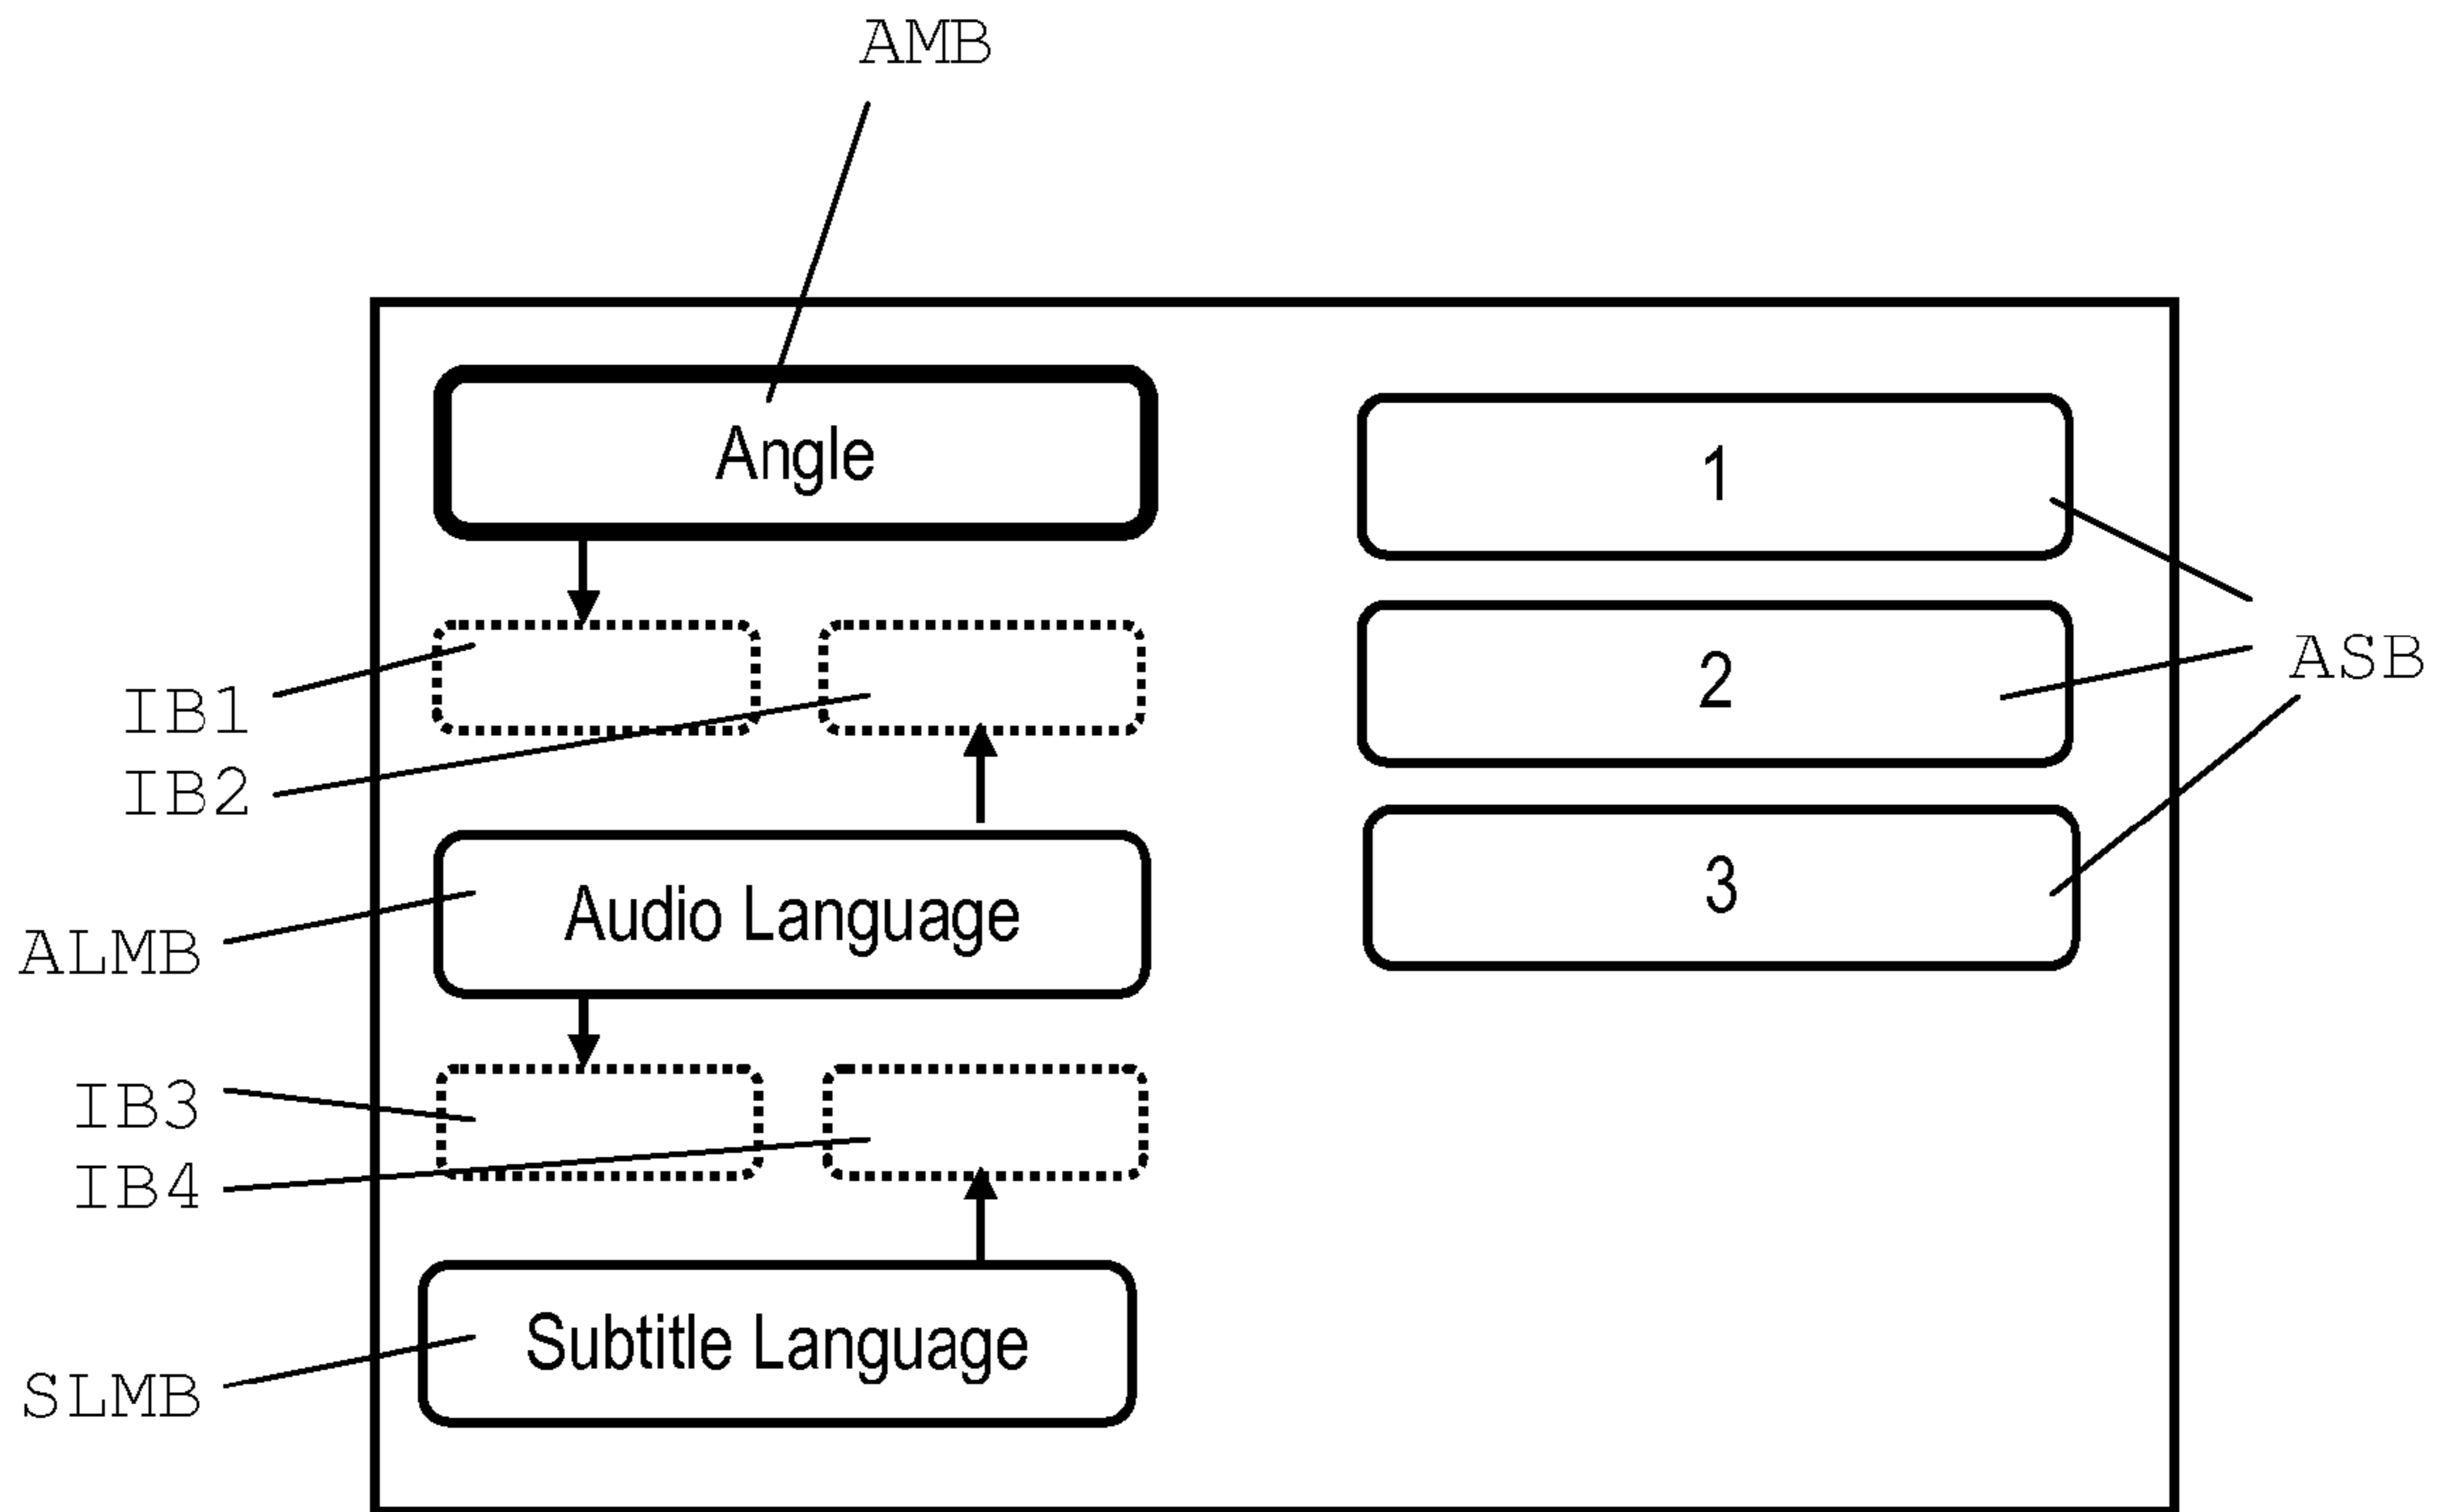 AMB
Angle
1
IB1
2
ASB
IB2
Audio Language
3
ALMB
IB3
IB4
Subtitle Language
SLMB